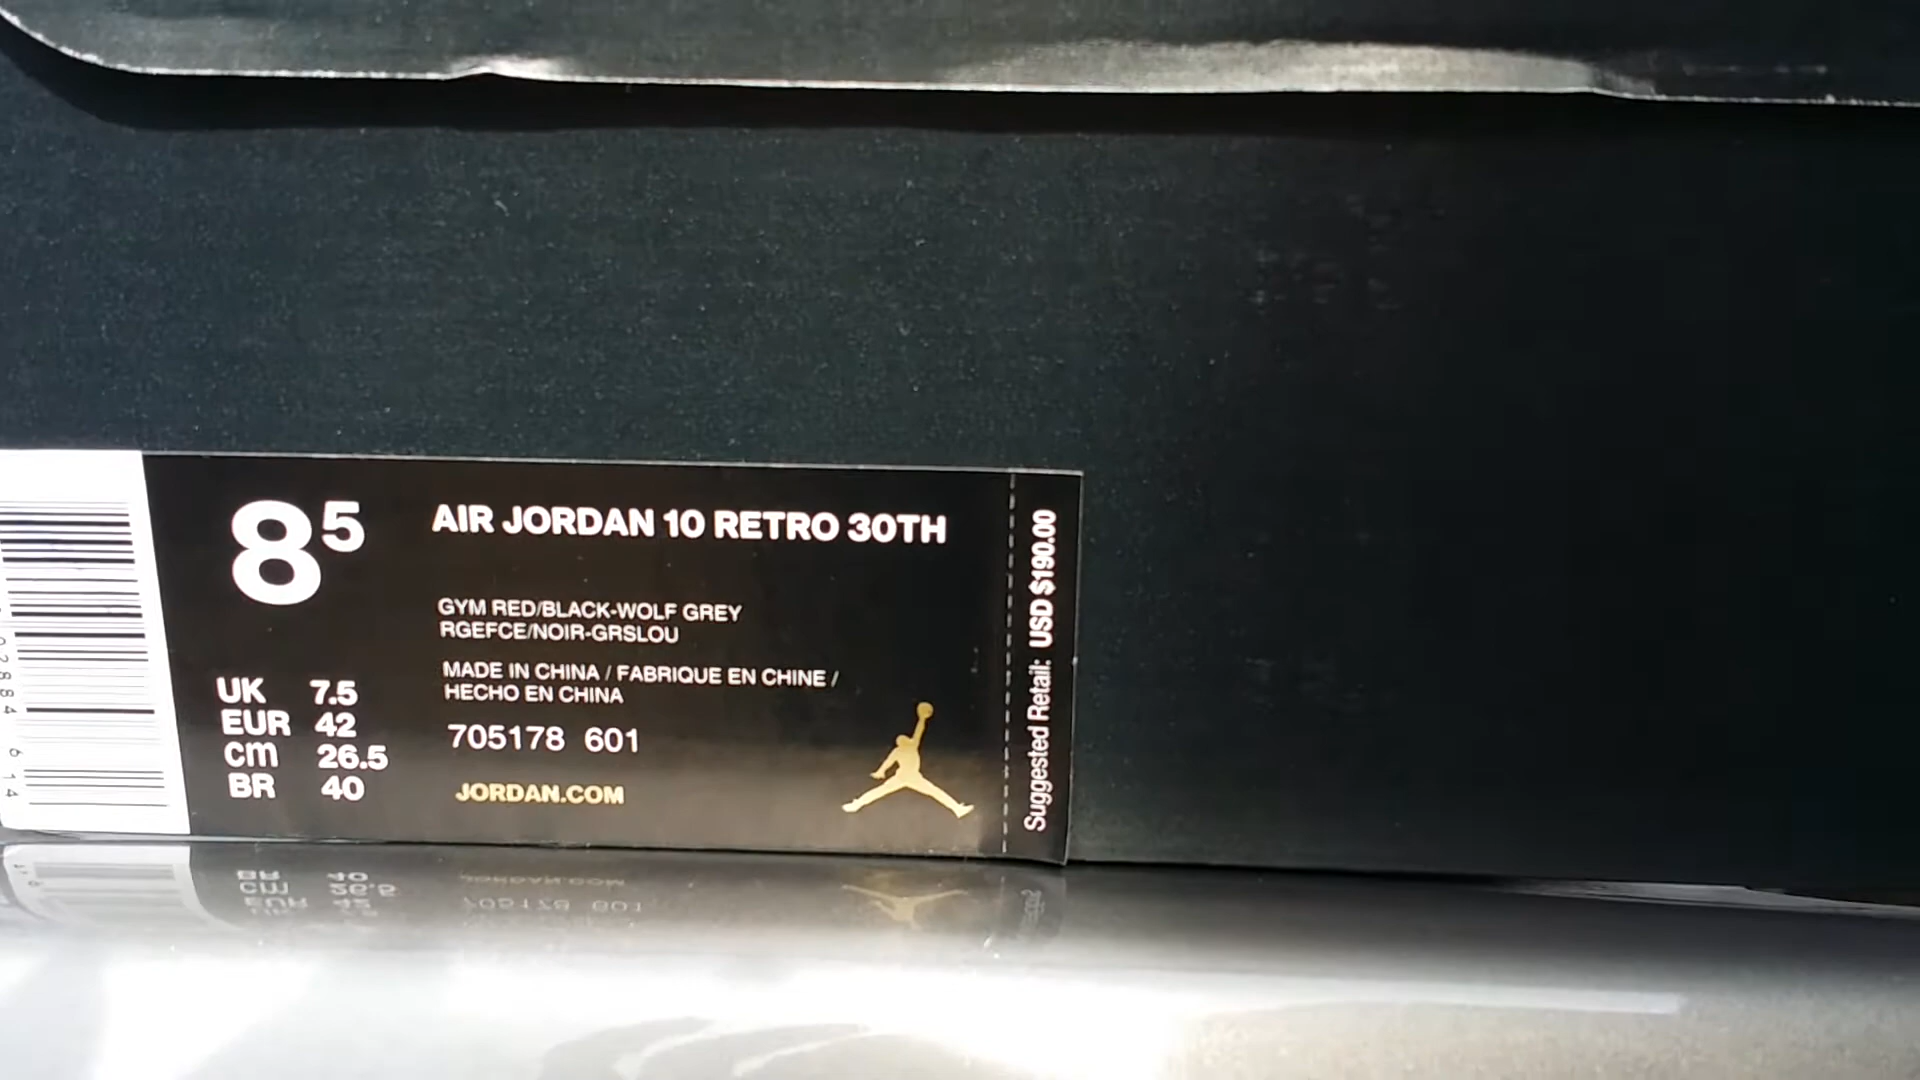 8⁵
AIR JORDAN 10 RETRO 30TH
GYM RED/BLACK-WOLF GREY
RGEFCE/NOIR-GRSLOU
MADE IN CHINA / FABRIQUE EN CHINE /
HECHO EN CHINA
705178 601
JORDAN.COM
UK 7.5
EUR 42
CM 26.5
BR 40
Suggested Retail: USD $190.00